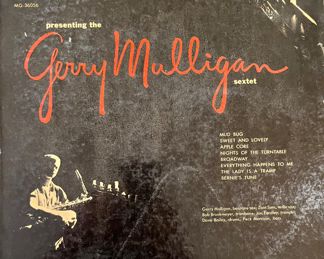 MG 36056
presenting the
Gerry Mulligan
sextet
MUD BUG
SWEET AND LOVELY
APPLE CORE
NIGHTS OF THE TURNTABLE
BROADWAY
EVERYTHING HAPPENS TO ME
THE LADY IS A TRAMP
BERNIE'S TUNE
Gerry Mulligan, baritone sax; Zoot Sims, tenor sax;
Bob Brookmeyer, trombone; Jon Eardley, trumpet;
Dave Bailey, drums; Peck Morrison, bass